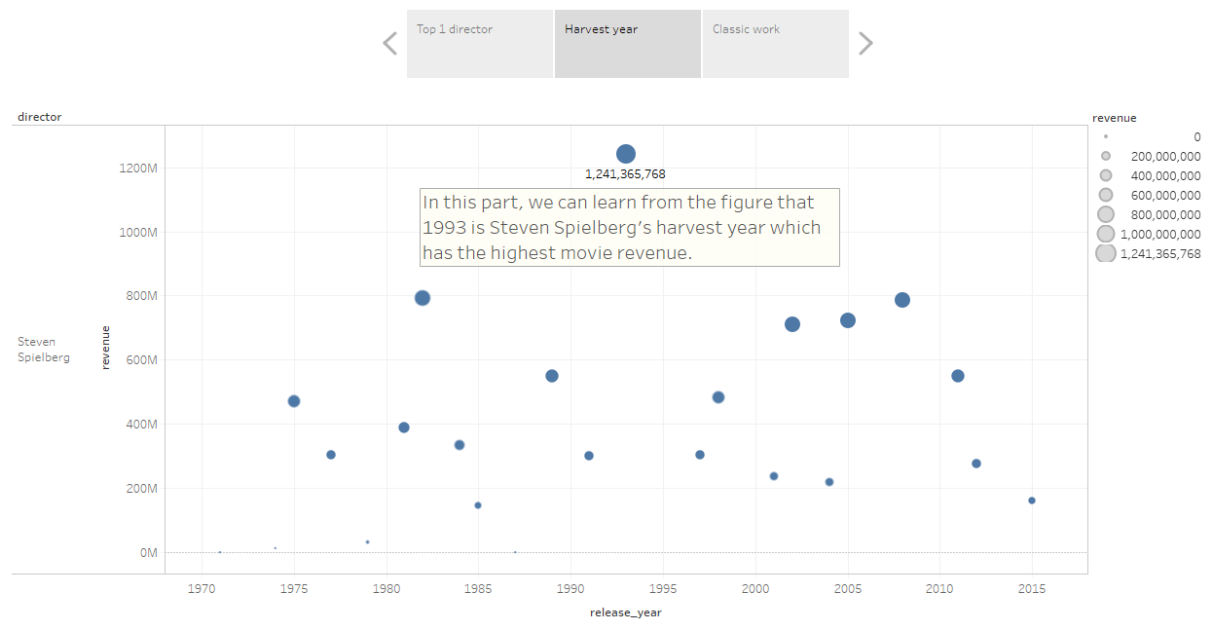 Top 1 director
Harvest year
Classic work
director
revenue
1200M
1000M
800M
600M
400M
200M
0M
Steven
Spielberg
revenue
1,241,365,768
In this part, we can learn from the figure that
1993 is Steven Spielberg's harvest year which
has the highest movie revenue.
0
200,000,000
400,000,000
600,000,000
800,000,000
1,000,000,000
1,241,365,768
1970 1975 1980 1985 1990 1995 2000 2005 2010 2015
release_year